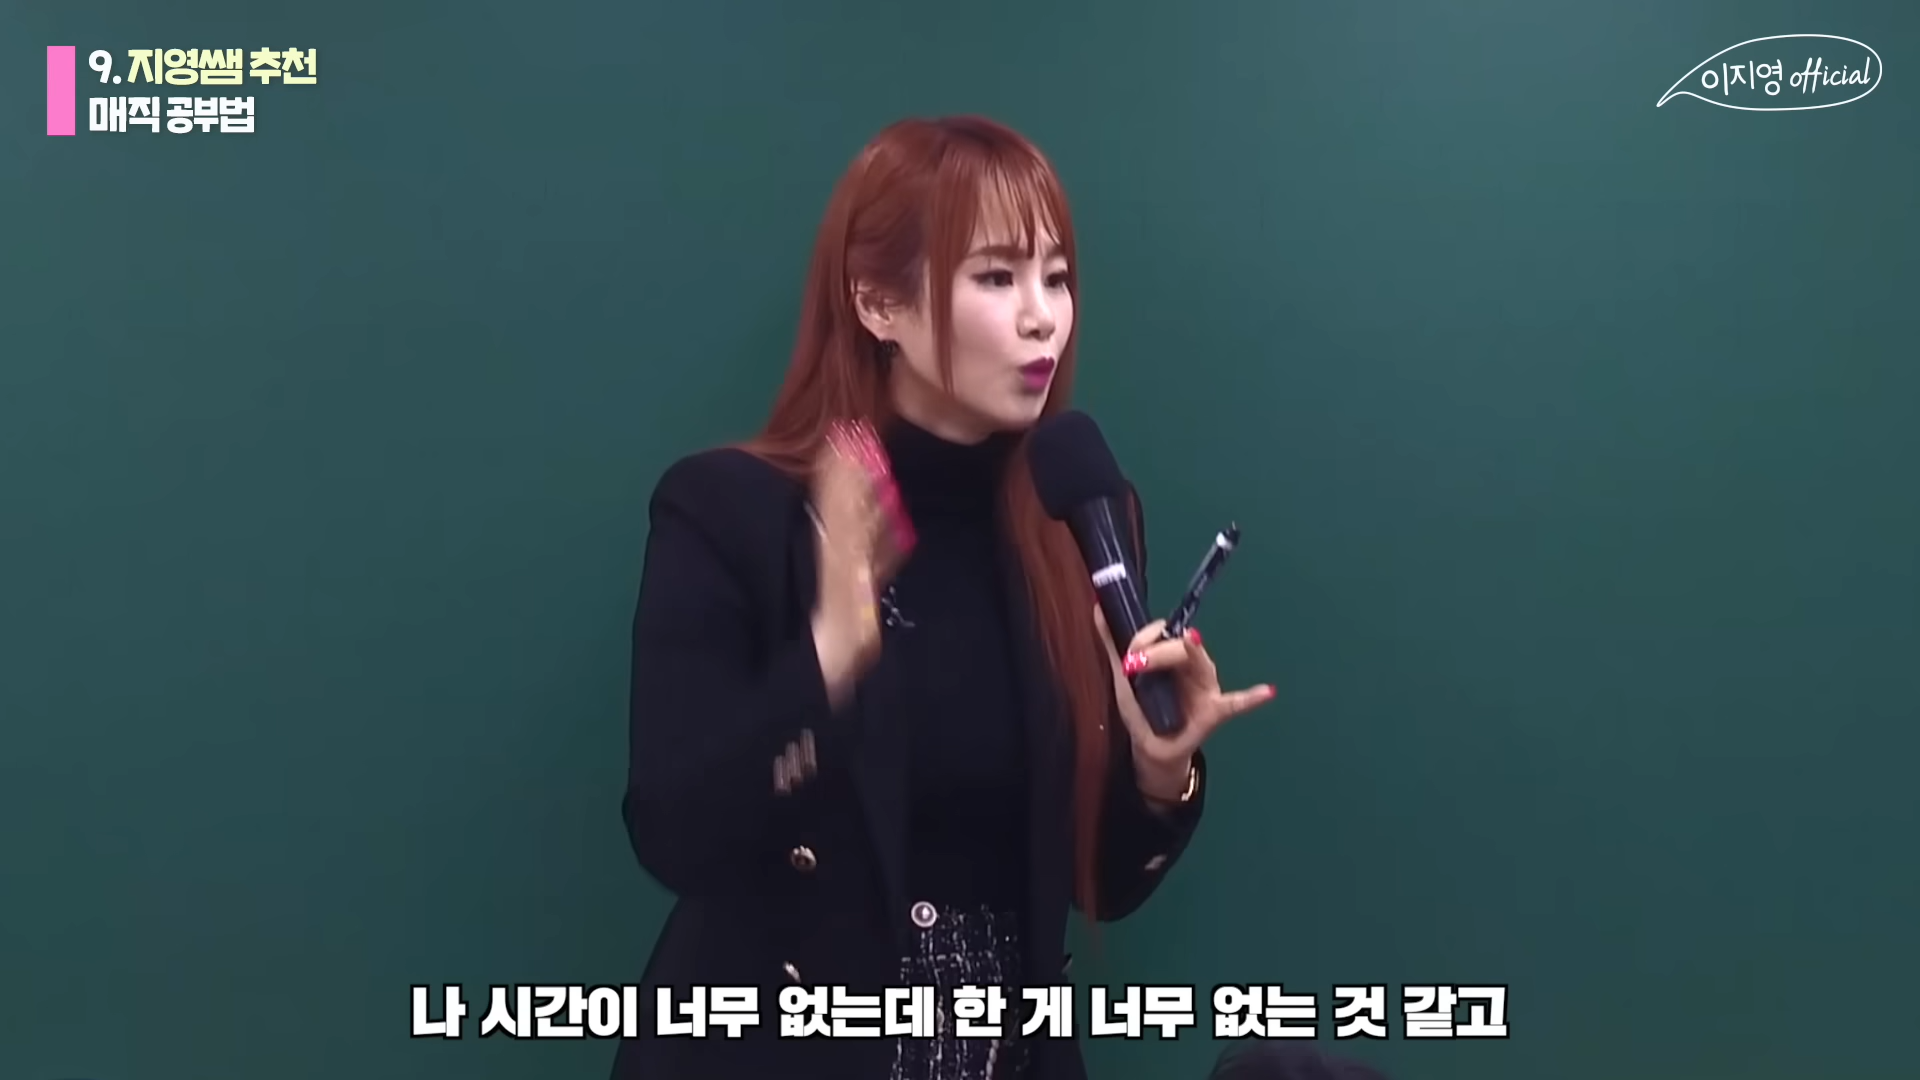 9. 지영쌤 추천
매직 공부법
이지영 official
나 시간이 너무 없는데 한 게 너무 없는 것 같고